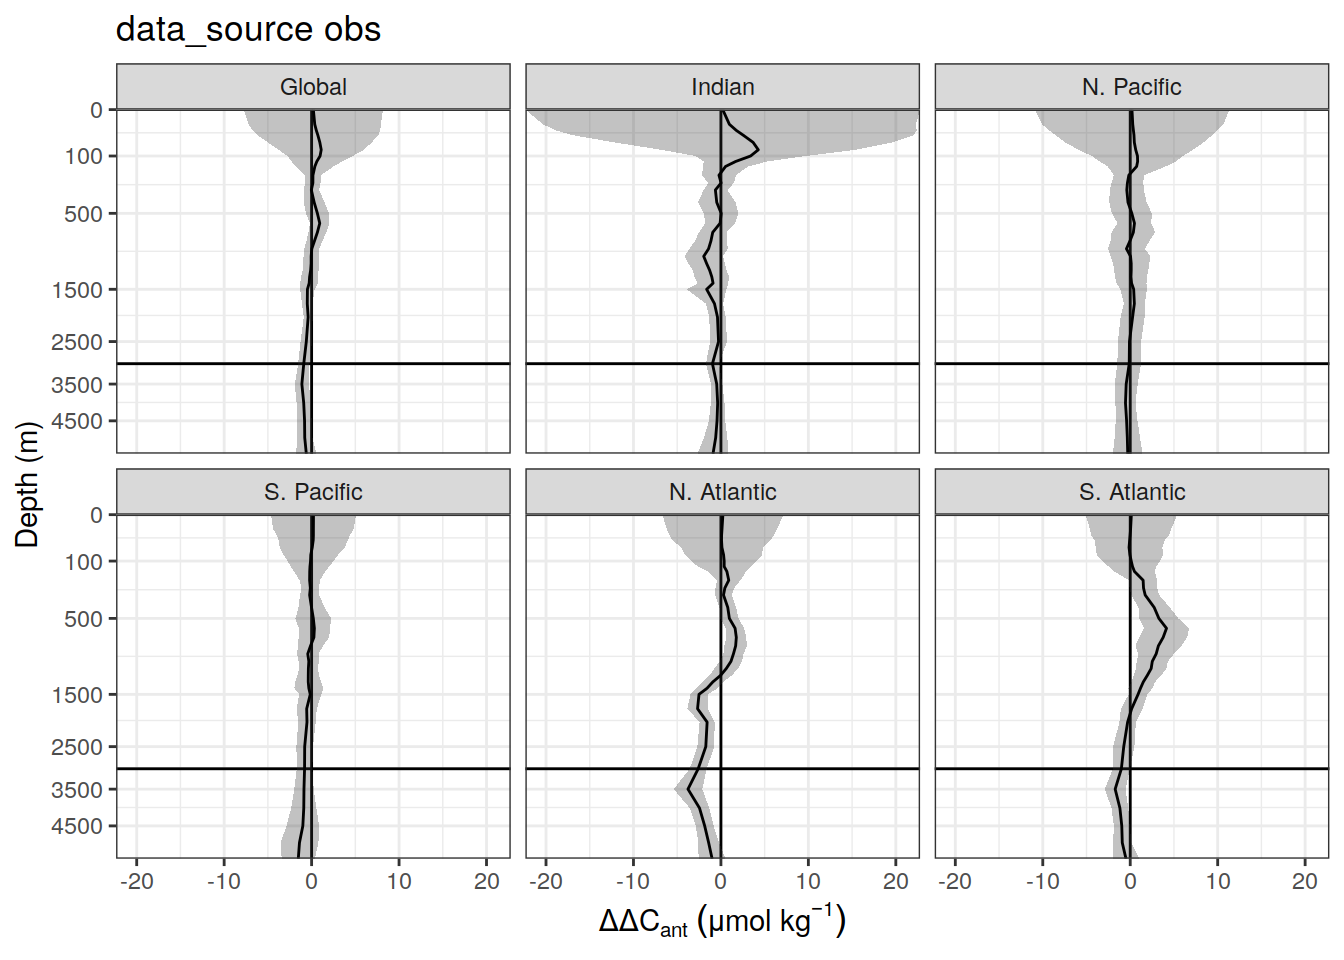 data_source obs
Global
Indian
N. Pacific
0
100
500
1500
2500
3500
4500
S. Pacific
N. Atlantic
S. Atlantic
0
100
500
1500
2500
3500
4500
Depth (m)
-20 -10 0 10 20
-20 -10 0 10 20
-20 -10 0 10 20
ΔΔC_ant (μmol kg⁻¹)